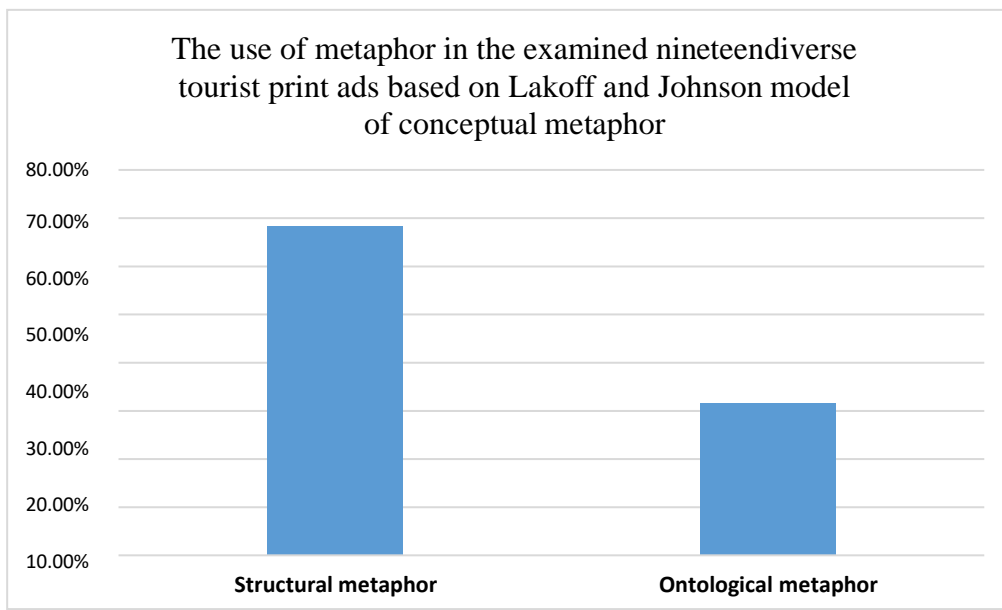 The use of metaphor in the examined nineteendiverse
tourist print ads based on Lakoff and Johnson model
of conceptual metaphor
80.00%
70.00%
60.00%
50.00%
40.00%
30.00%
20.00%
10.00%
Structural metaphor Ontological metaphor